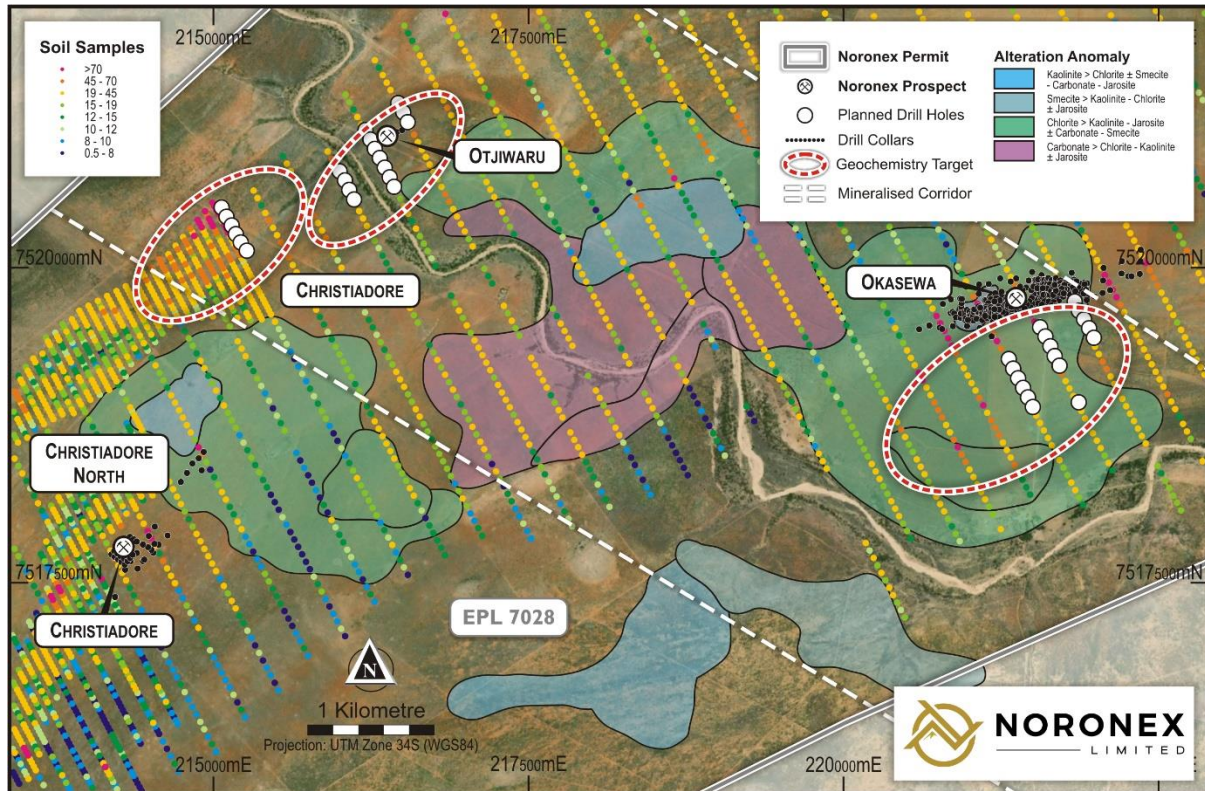 215000mE
217500mE
Soil Samples
>70
45 - 70
19 - 45
15 - 19
12 - 15
10 - 12
8 - 10
0.5 - 8
Noronex Permit
Noronex Prospect
Planned Drill Holes
Drill Collars
Geochemistry Target
Mineralised Corridor
Alteration Anomaly
Kaolinite > Chlorite ± Smecite
- Carbonate - Jarosite
Smecite > Kaolinite - Chlorite
± Jarosite
Chlorite > Kaolinite - Jarosite
± Carbonate - Smecite
Carbonate > Chlorite - Kaolinite
± Jarosite
OTJIWARU
7520000mN
7520000mN
CHRISTIADORE
OKASEWA
CHRISTIADORE
NORTH
7517500mN
7517500mN
CHRISTIADORE
EPL 7028
N
1 Kilometre
Projection: UTM Zone 34S (WGS84)
NORONEX
LIMITED
215000mE
217500mE
220000mE